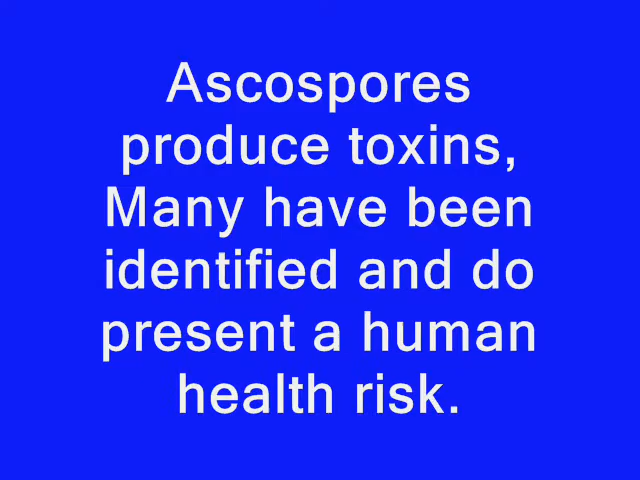 Ascospores
produce toxins,
Many have been
identified and do
present a human
health risk.